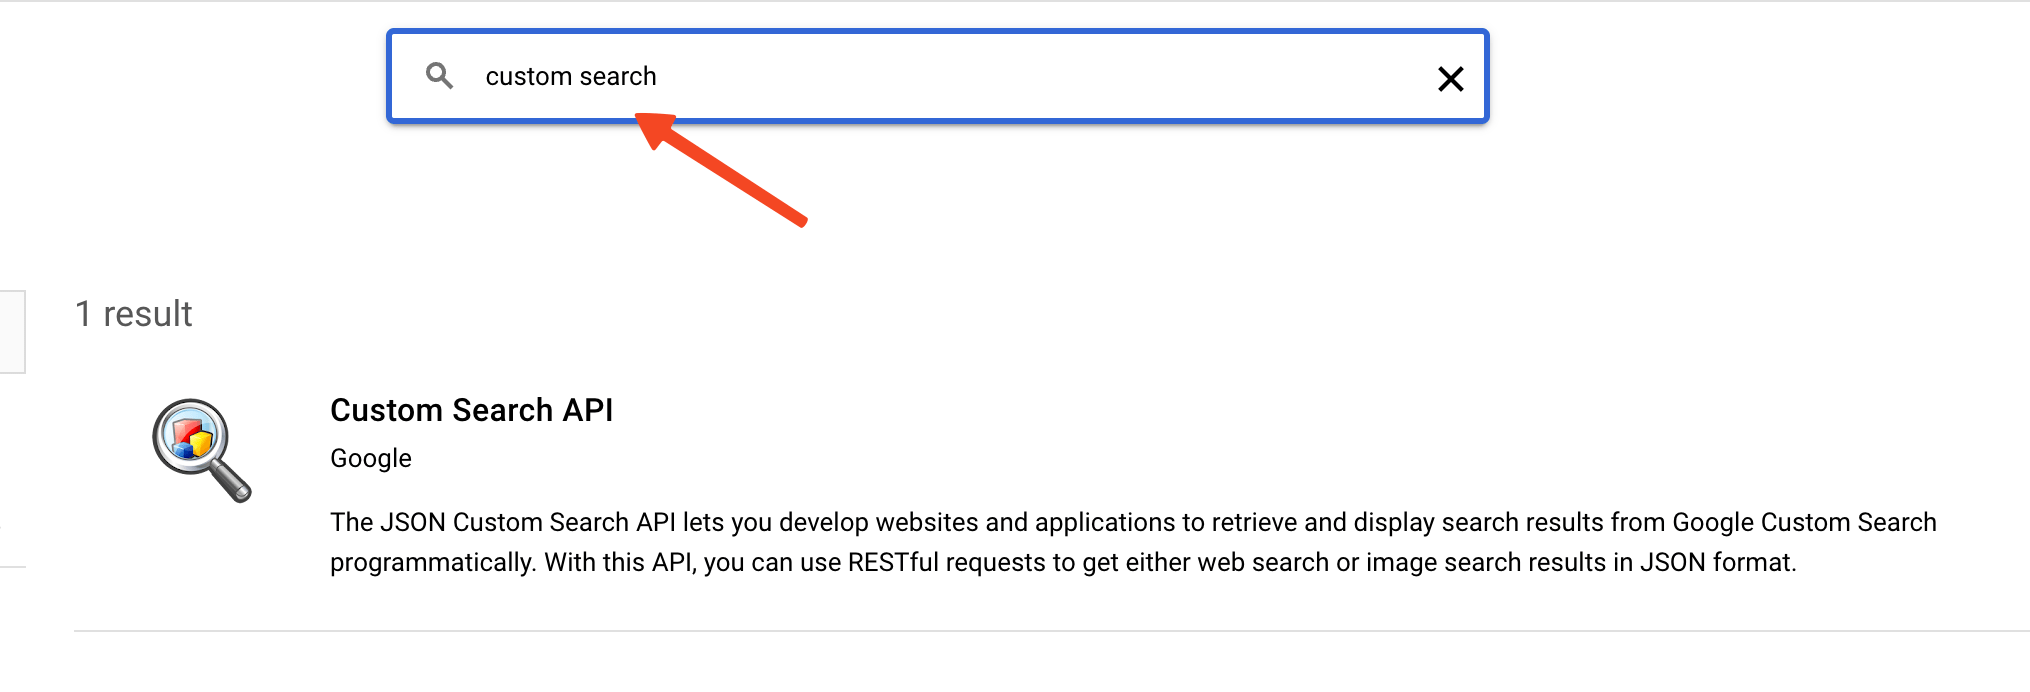 custom search
1 result
Custom Search API
Google
The JSON Custom Search API lets you develop websites and applications to retrieve and display search results from Google Custom Search
programmatically. With this API, you can use RESTful requests to get either web search or image search results in JSON format.